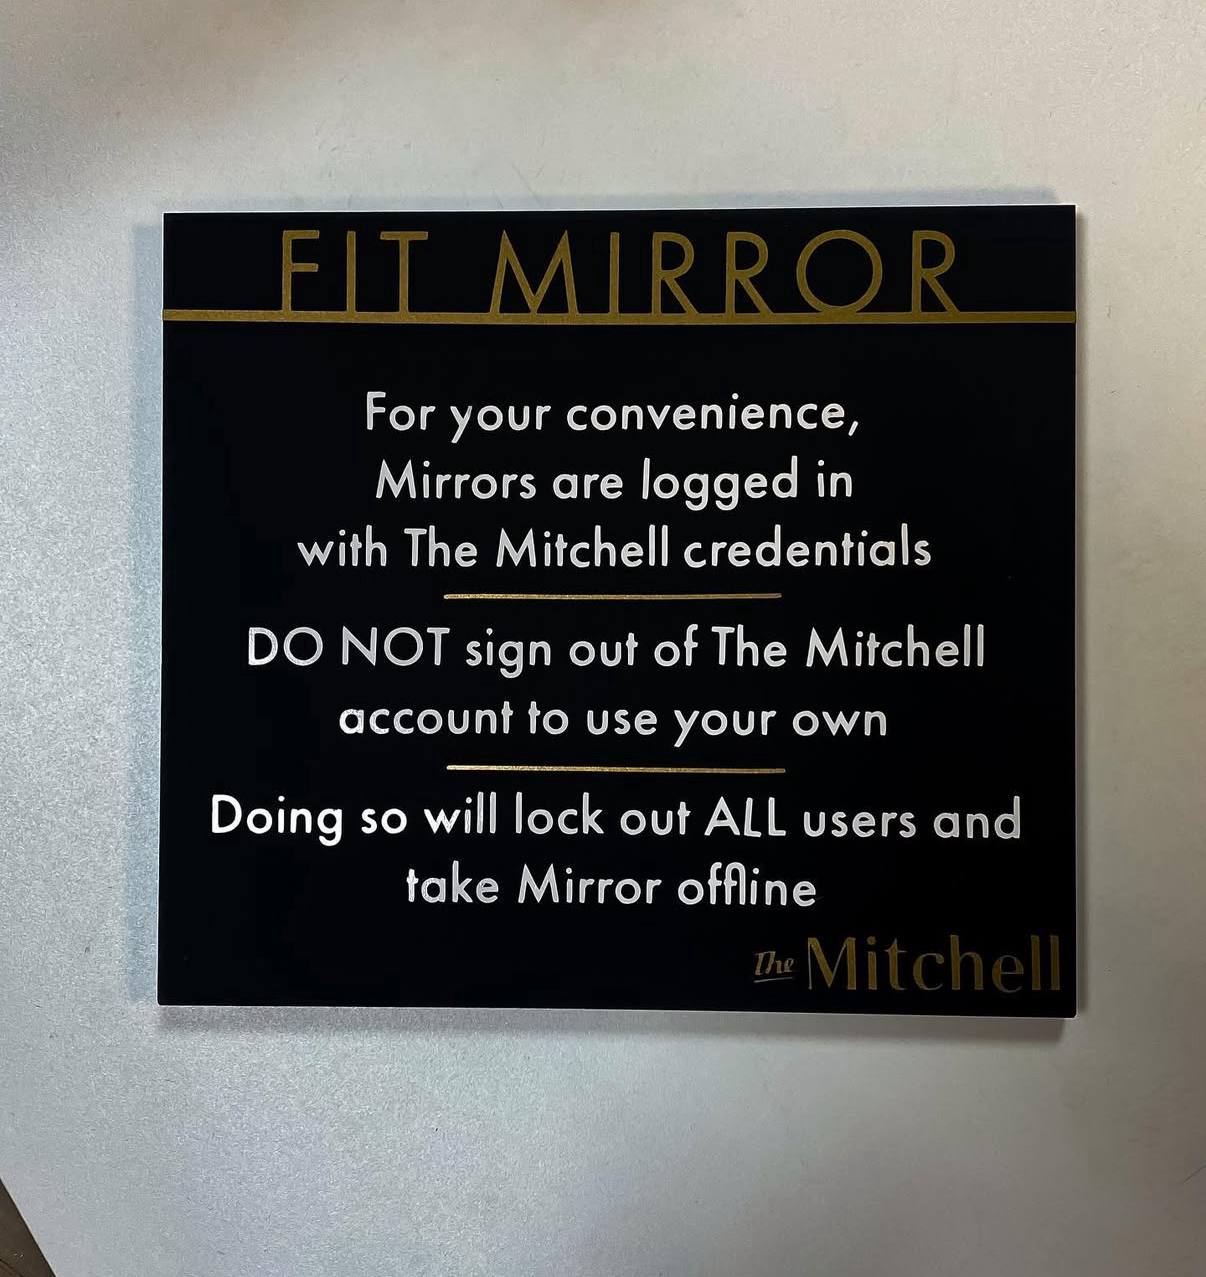 FIT MIRROR
For your convenience,
Mirrors are logged in
with The Mitchell credentials
DO NOT sign out of The Mitchell
account to use your own
Doing so will lock out ALL users and
take Mirror offline
The Mitchell